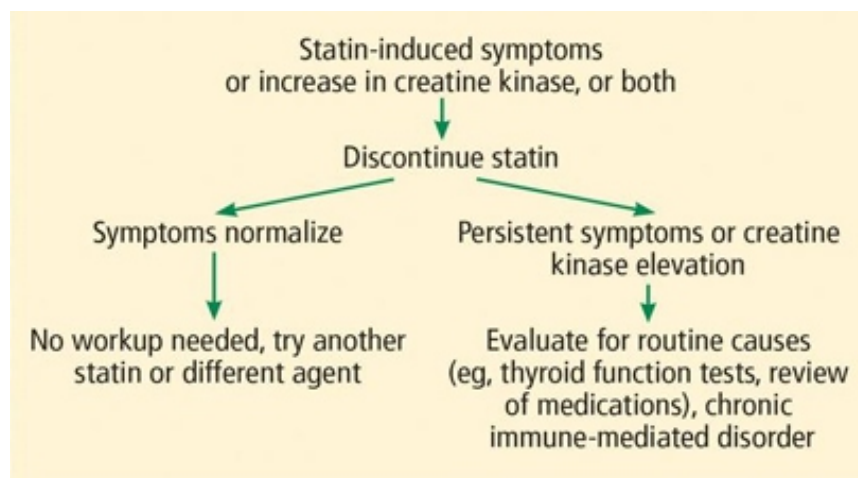 Statin-induced symptoms
or increase in creatine kinase, or both
Discontinue statin
Symptoms normalize
No workup needed, try another
statin or different agent
Persistent symptoms or creatine
kinase elevation
Evaluate for routine causes
(eg, thyroid function tests, review
of medications), chronic
immune-mediated disorder